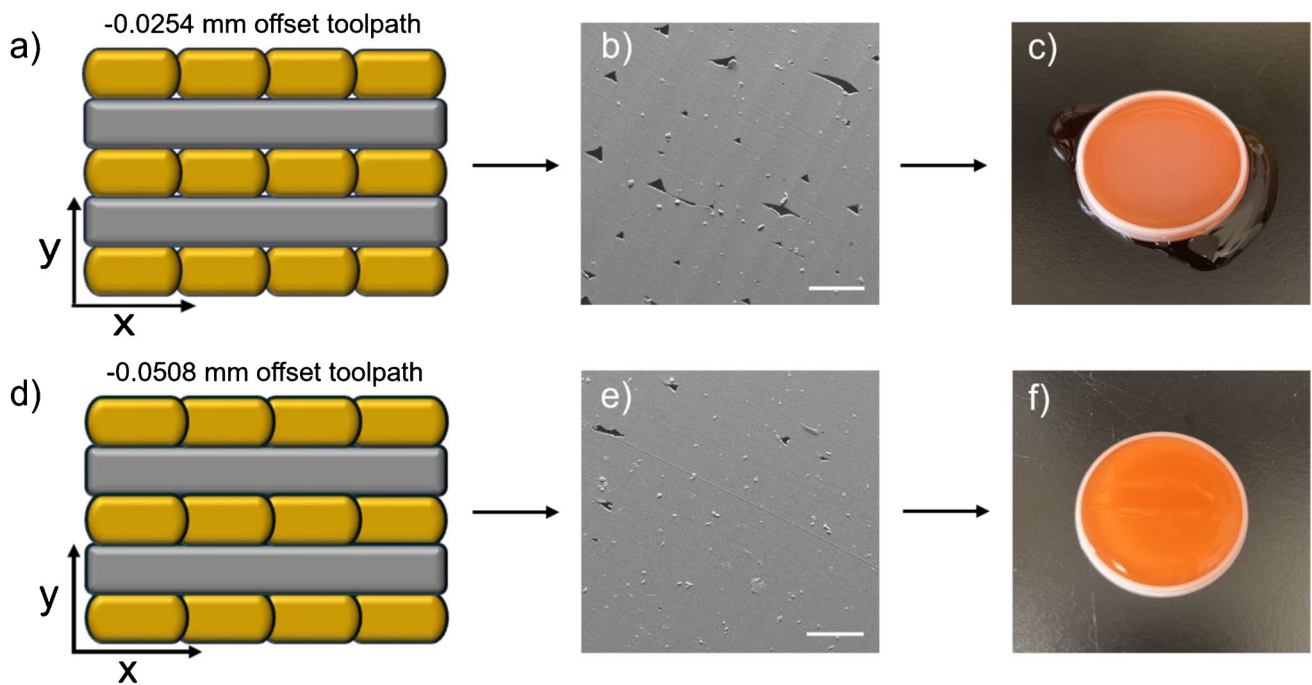 -0.0254 mm offset toolpath
a)
b)
c)
y
x
-0.0508 mm offset toolpath
d)
e)
f)
y
x